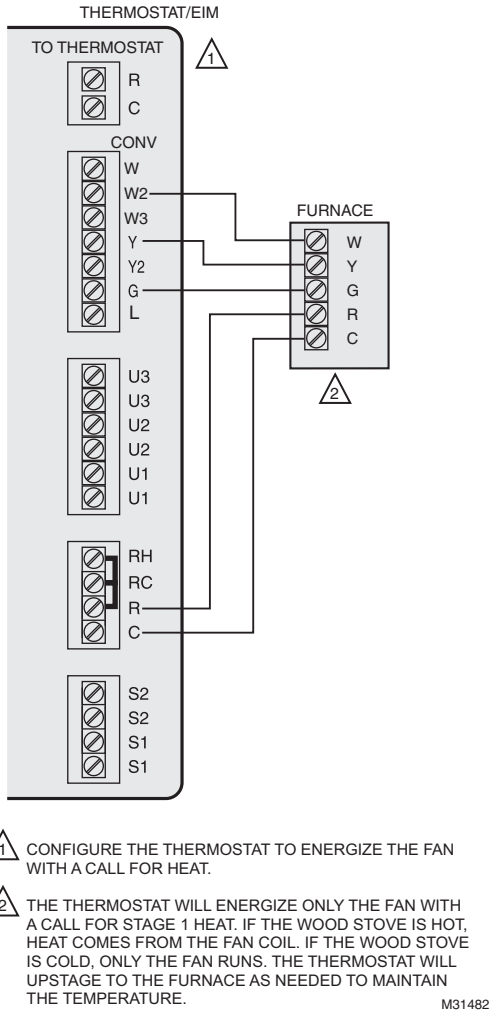 THERMOSTAT/EIM
TO THERMOSTAT
1
R
C
CONV
W
W2
W3
Y
Y2
G
L
FURNACE
W
Y
G
R
C
2
U3
U3
U2
U2
U1
U1
RH
RC
R
C
S2
S2
S1
S1
1 CONFIGURE THE THERMOSTAT TO ENERGIZE THE FAN
WITH A CALL FOR HEAT.
2 THE THERMOSTAT WILL ENERGIZE ONLY THE FAN WITH
A CALL FOR STAGE 1 HEAT. IF THE WOOD STOVE IS HOT,
HEAT COMES FROM THE FAN COIL. IF THE WOOD STOVE
IS COLD, ONLY THE FAN RUNS. THE THERMOSTAT WILL
UPSTAGE TO THE FURNACE AS NEEDED TO MAINTAIN
THE TEMPERATURE.
M31482